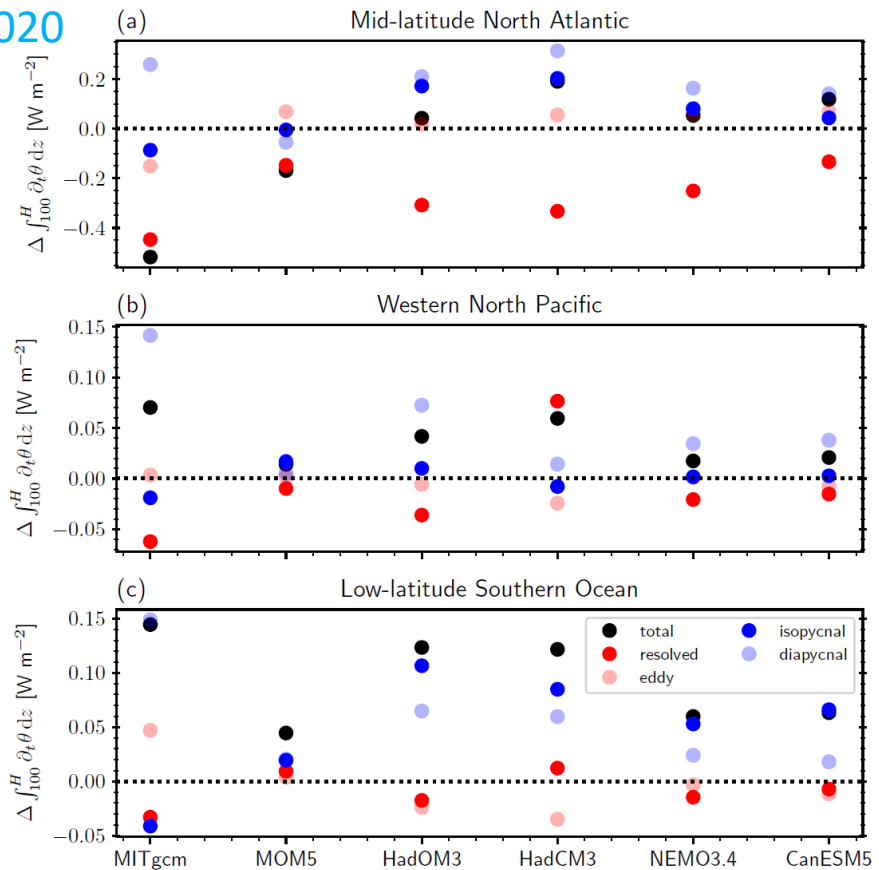 020
(a) Mid-latitude North Atlantic
Δ ∫₁₀₀ᴴ ∂ₜθ dz [W m⁻²]
0.2
0.0
−0.2
−0.4
(b) Western North Pacific
Δ ∫₁₀₀ᴴ ∂ₜθ dz [W m⁻²]
0.15
0.10
0.05
0.00
−0.05
(c) Low-latitude Southern Ocean
Δ ∫₁₀₀ᴴ ∂ₜθ dz [W m⁻²]
0.15
0.10
0.05
0.00
−0.05
total isopycnal
resolved diapycnal
eddy
MITgcm MOM5 HadOM3 HadCM3 NEMO3.4 CanESM5